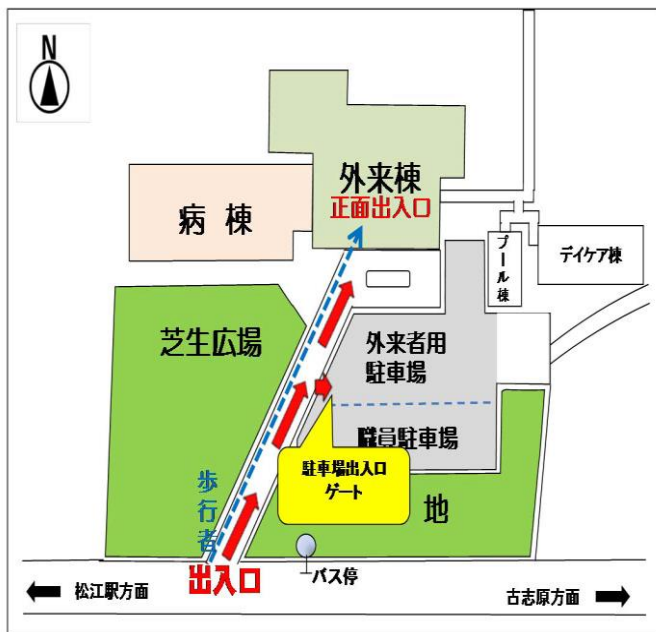 N
外来棟
正面出入口
病 棟
プール棟
デイケア棟
芝生広場
外来者用
駐車場
職員駐車場
駐車場出入口
ゲート
地
歩行者
出入口
バス停
松江駅方面
古志原方面